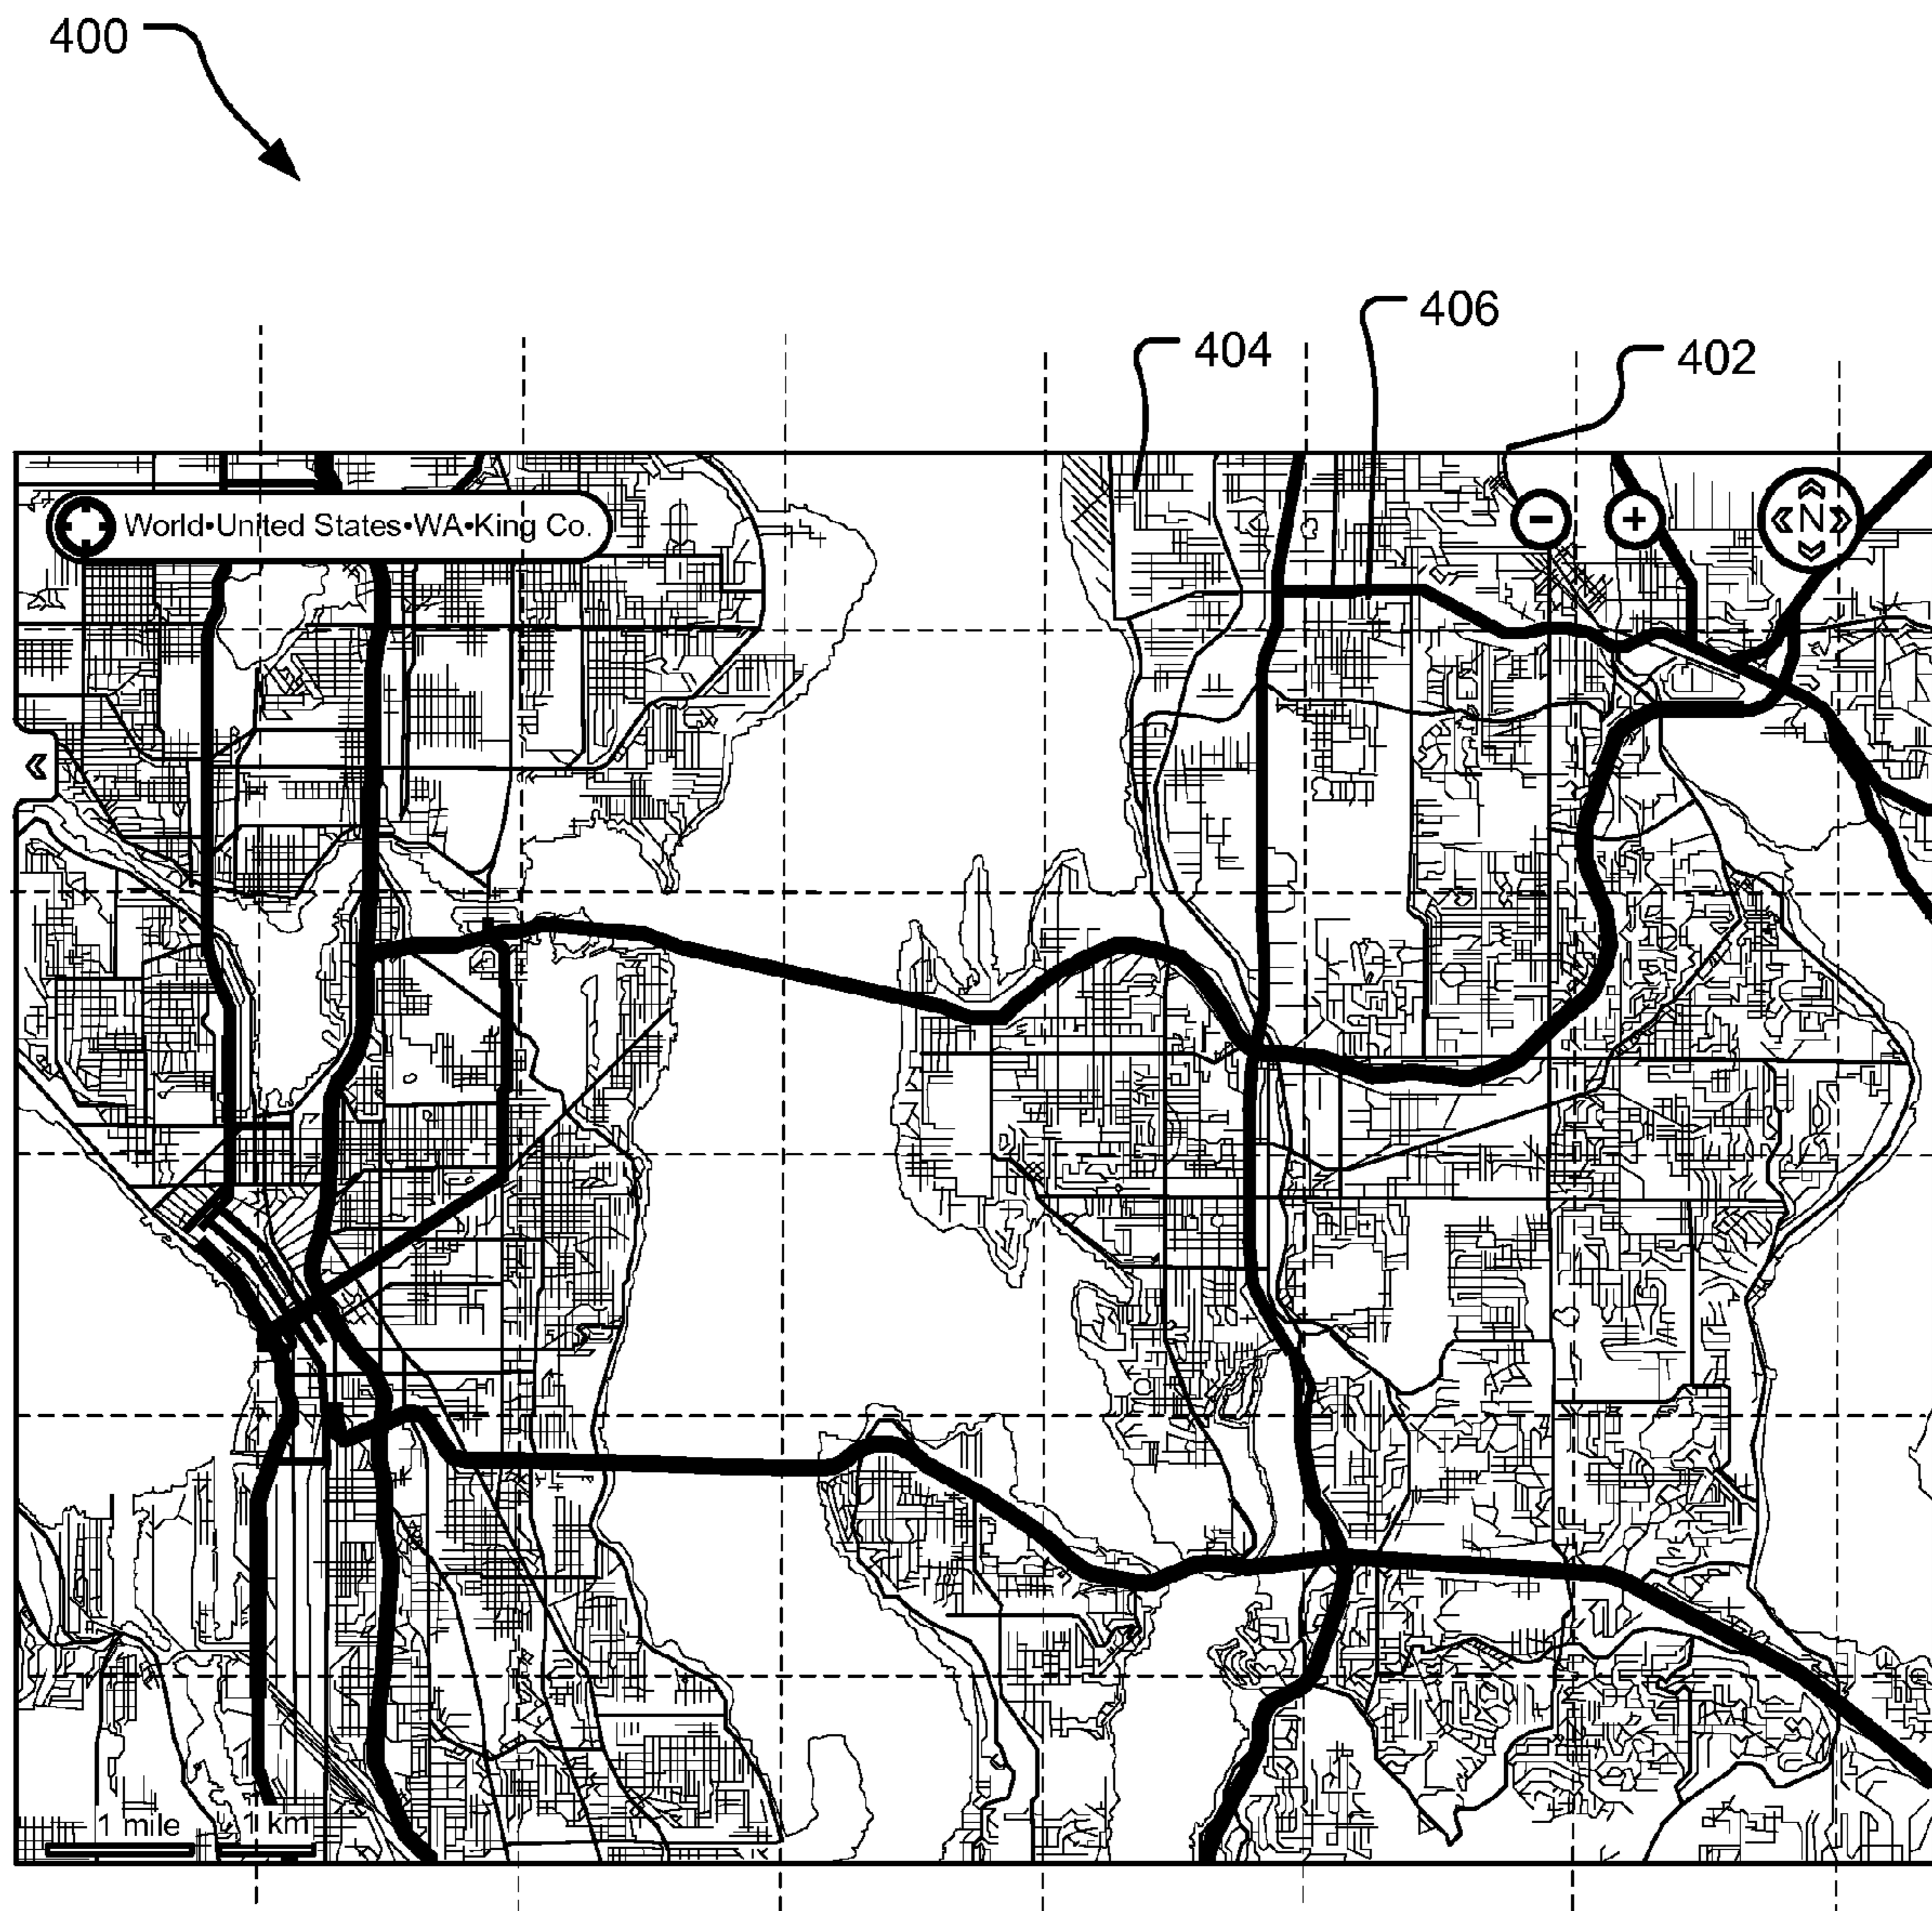 400
406
404
402
World•United States•WA•King Co.
-
+
N
1 mile
1 km